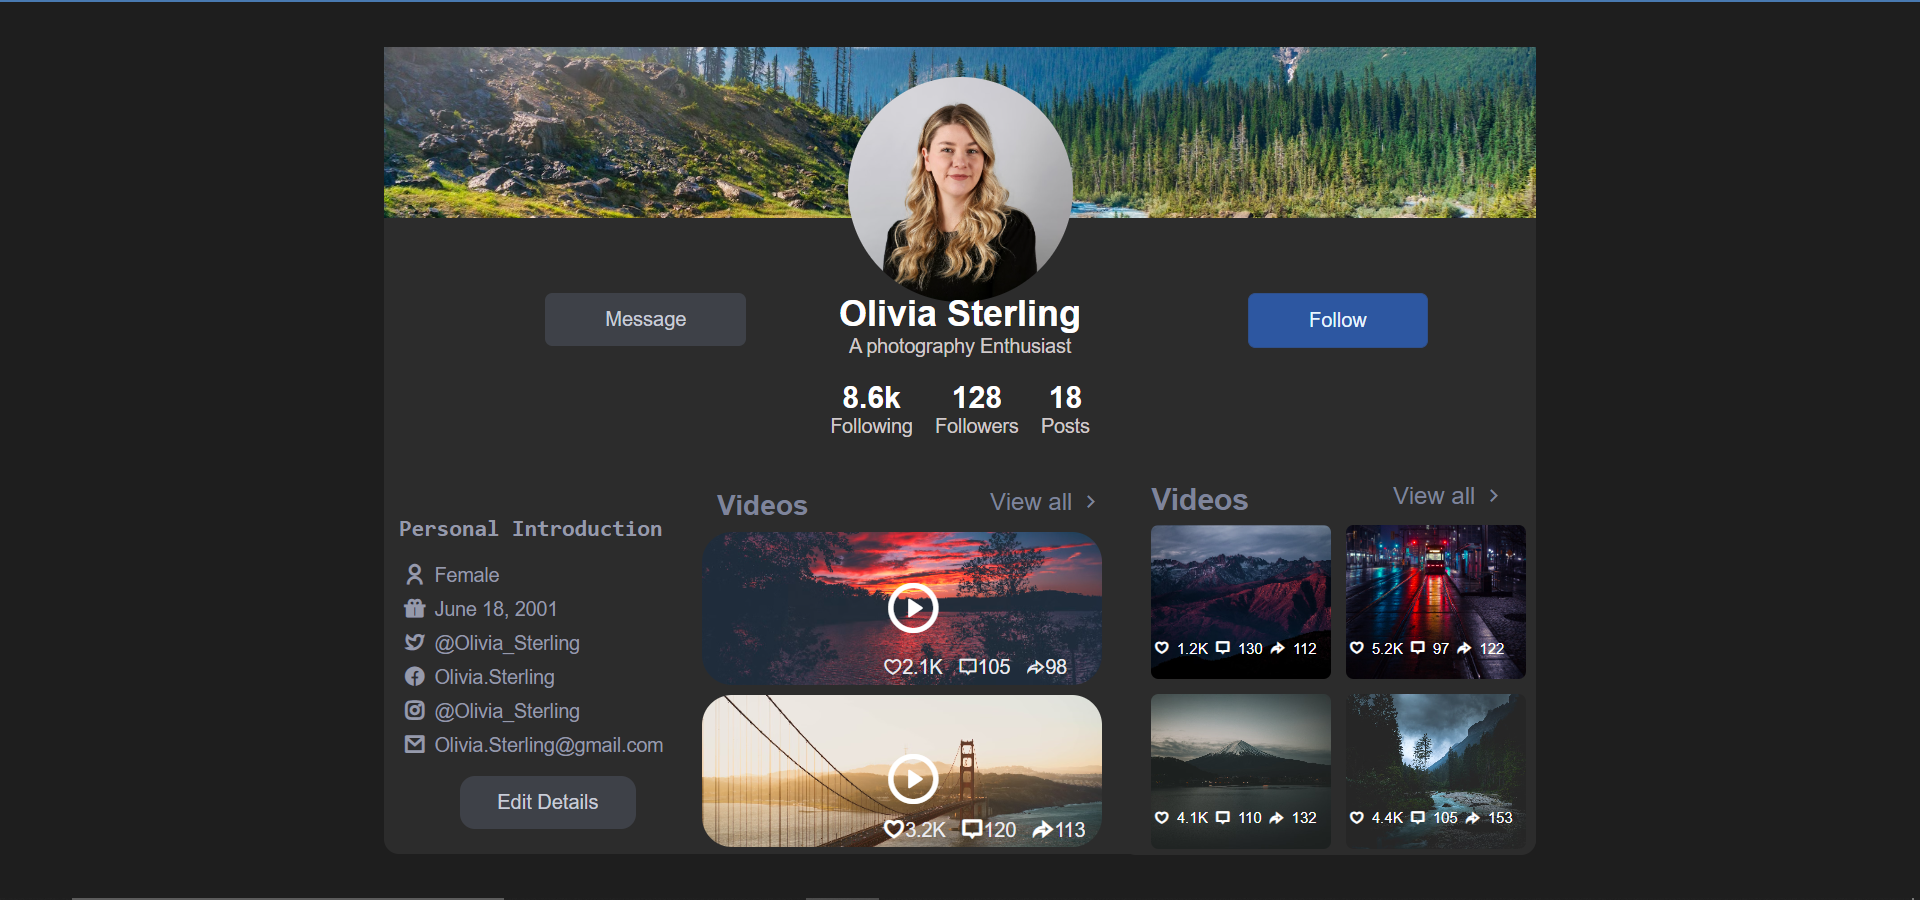 Message
Olivia Sterling
A photography Enthusiast
Follow
8.6k 128 18
Following Followers Posts
Personal Introduction
Female
June 18, 2001
@Olivia_Sterling
Olivia.Sterling
@Olivia_Sterling
Olivia.Sterling@gmail.com
Edit Details
Videos View all
2.1K 105 98
3.2K 120 113
Videos View all
1.2K 130 112
5.2K 97 122
4.1K 110 132
4.4K 105 153